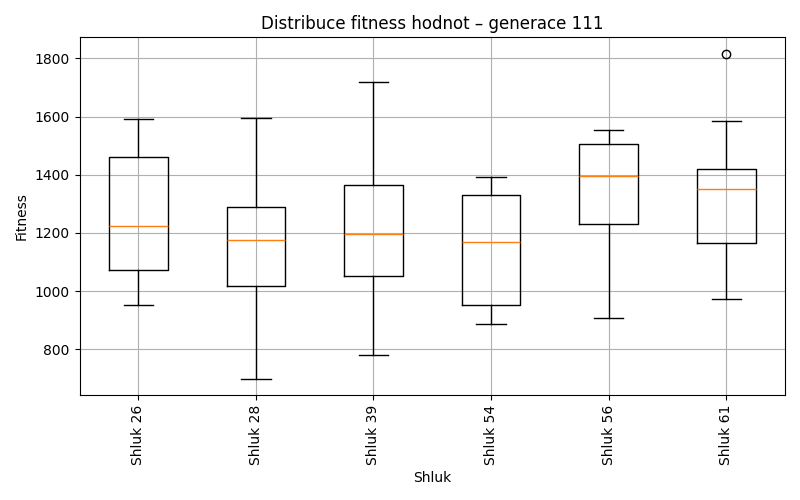 Distribuce fitness hodnot – generace 111
Fitness
1800
1600
1400
1200
1000
800
Shluk 26
Shluk 28
Shluk 39
Shluk 54
Shluk 56
Shluk 61
Shluk